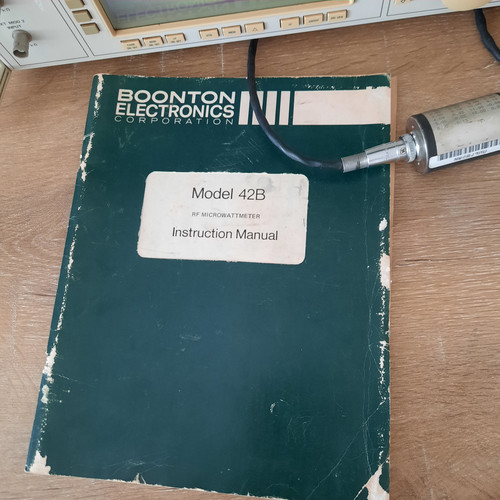 BOONTON
ELECTRONICS
CORPORATION
Model 42B
RF MICROWATTMETER
Instruction Manual